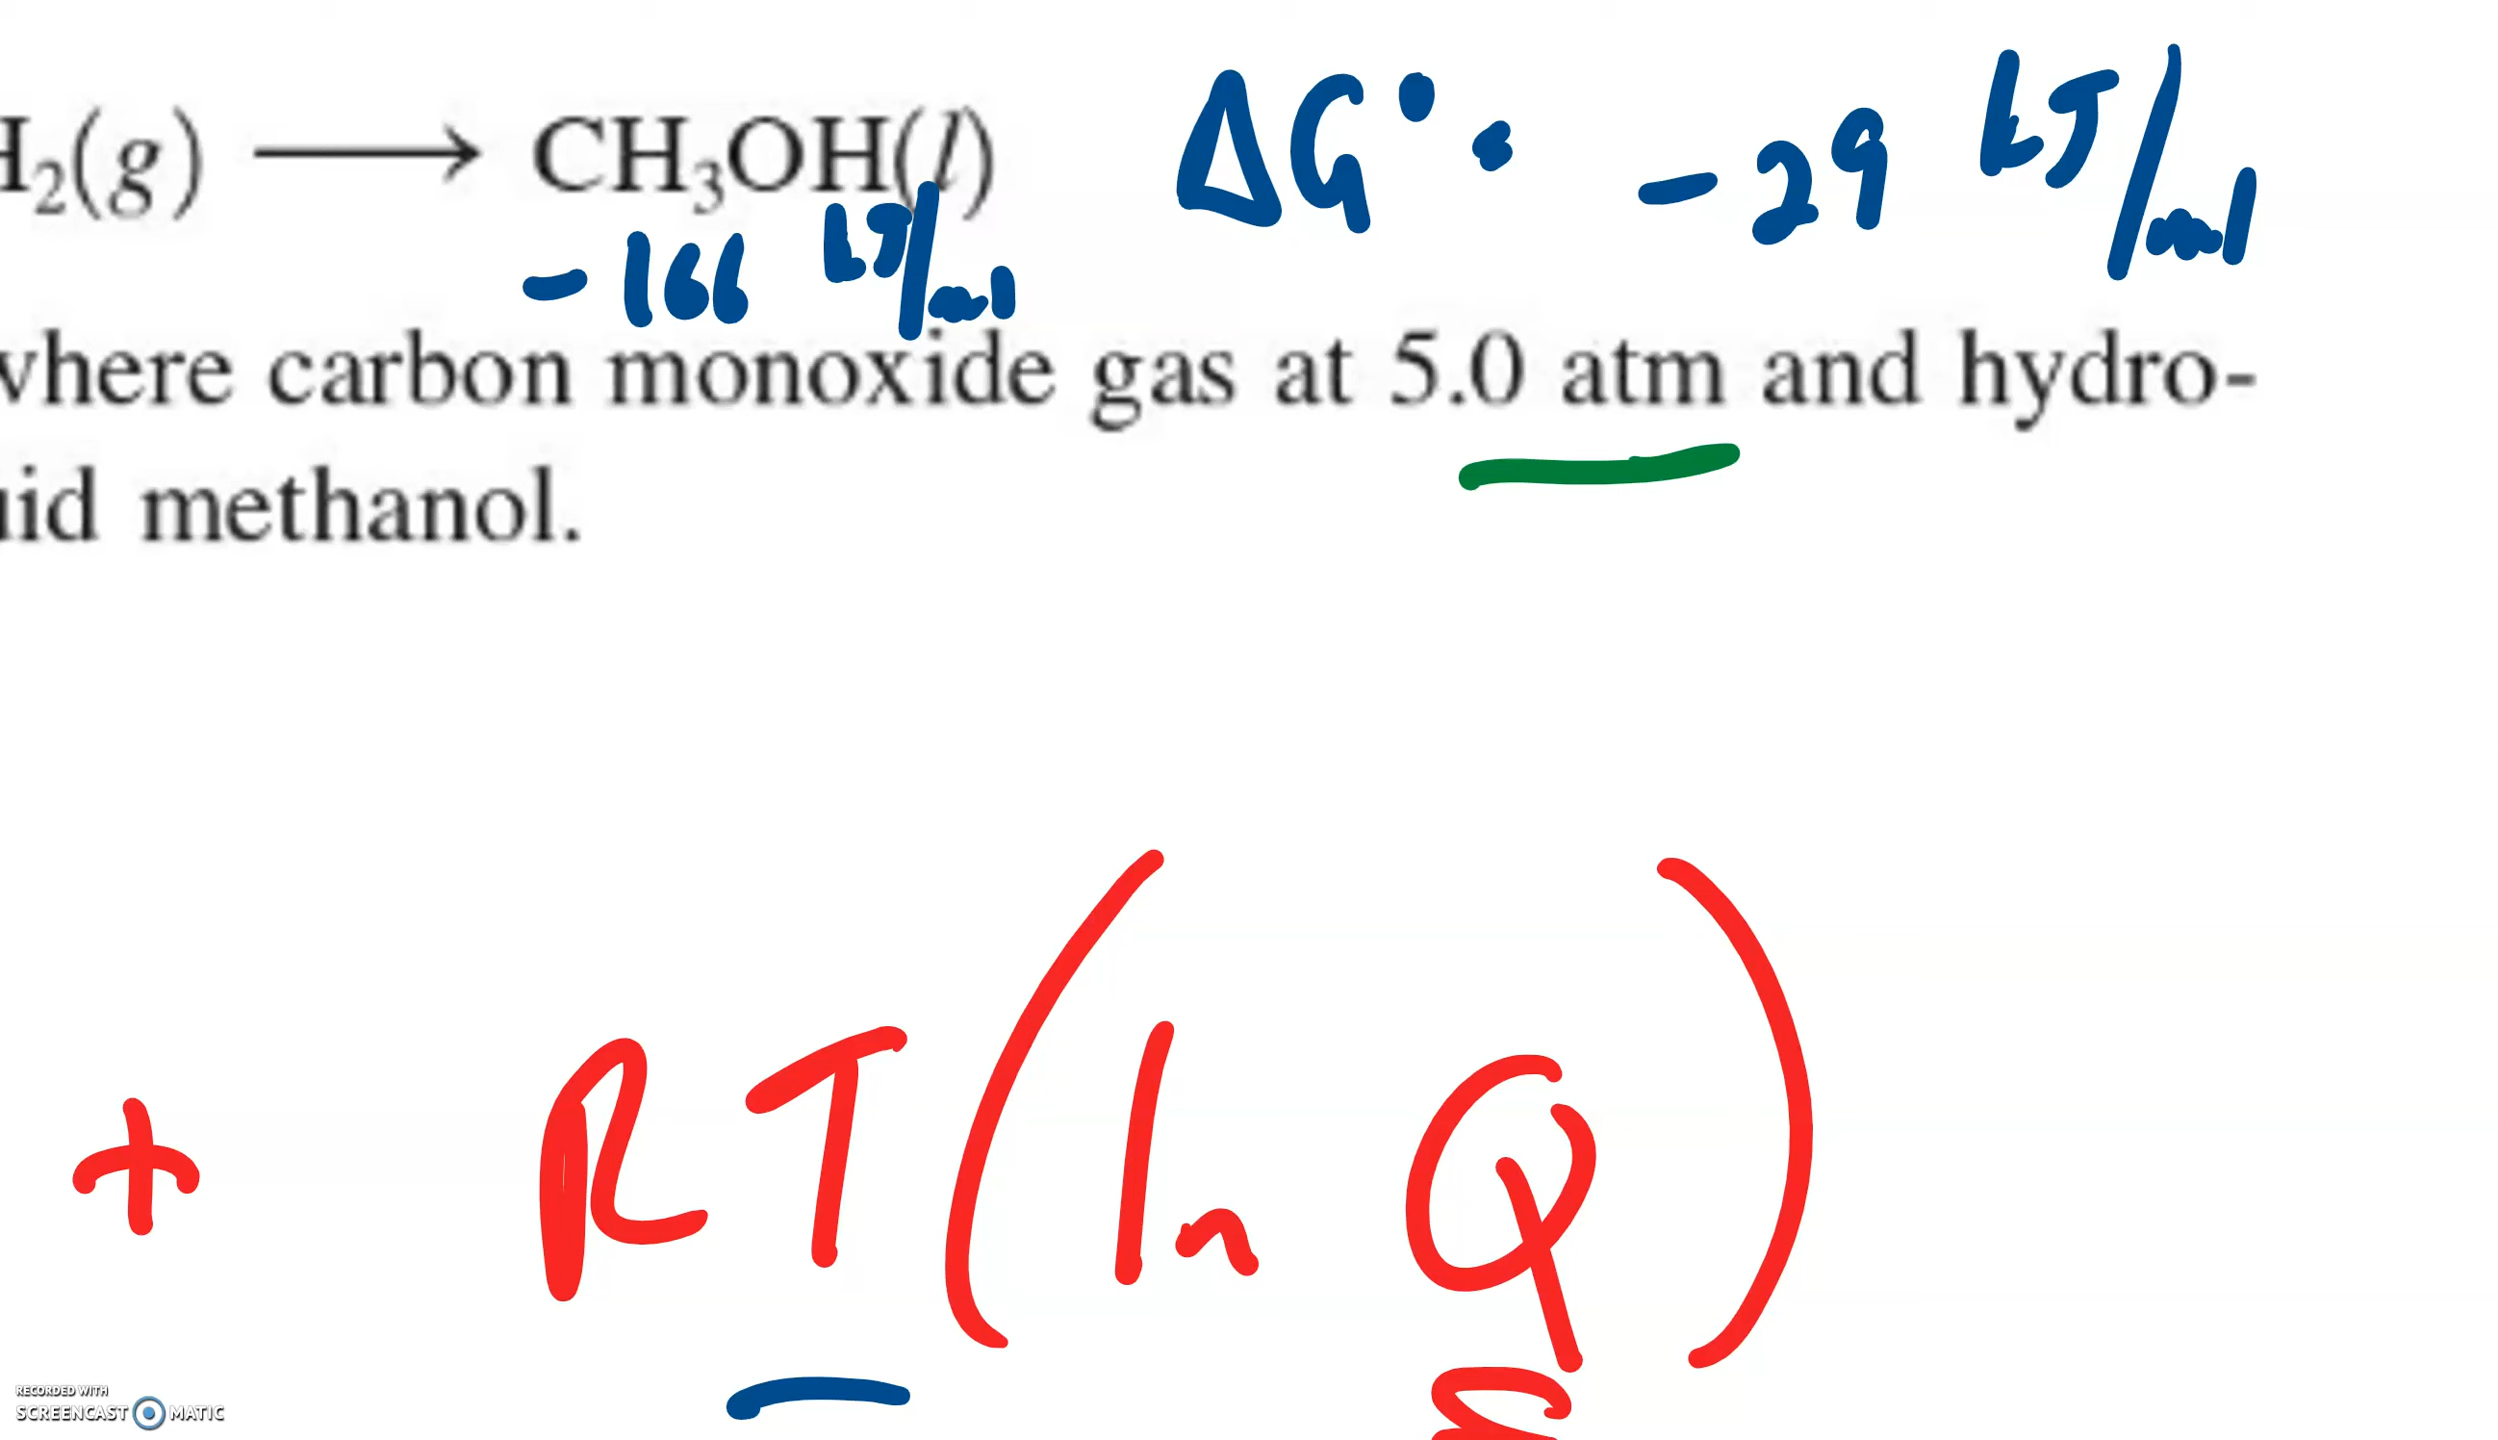 H₂(g) ⟶ CH₃OH(l) ΔG° = -29 kJ/mol
-166 kJ/mol
where carbon monoxide gas at 5.0 atm and hydro-
methanol.
+ RT(ln Q)
RECORDED WITH
SCREENCAST MATIC